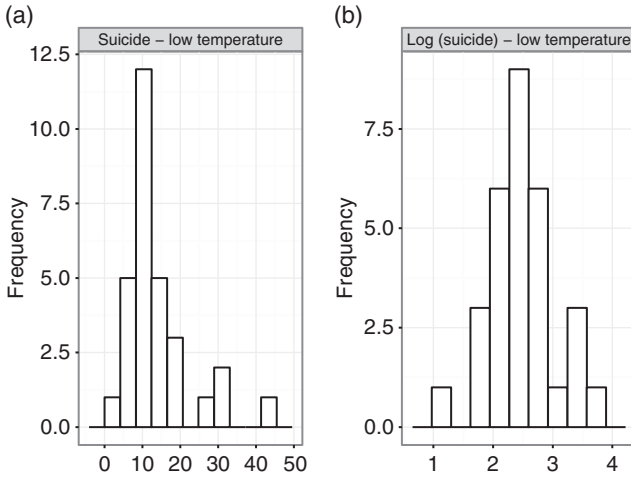 (a)
Suicide – low temperature
12.5
10.0
7.5
5.0
2.5
0.0
Frequency
0 10 20 30 40 50
(b)
Log (suicide) – low temperature
7.5
5.0
2.5
0.0
Frequency
1 2 3 4